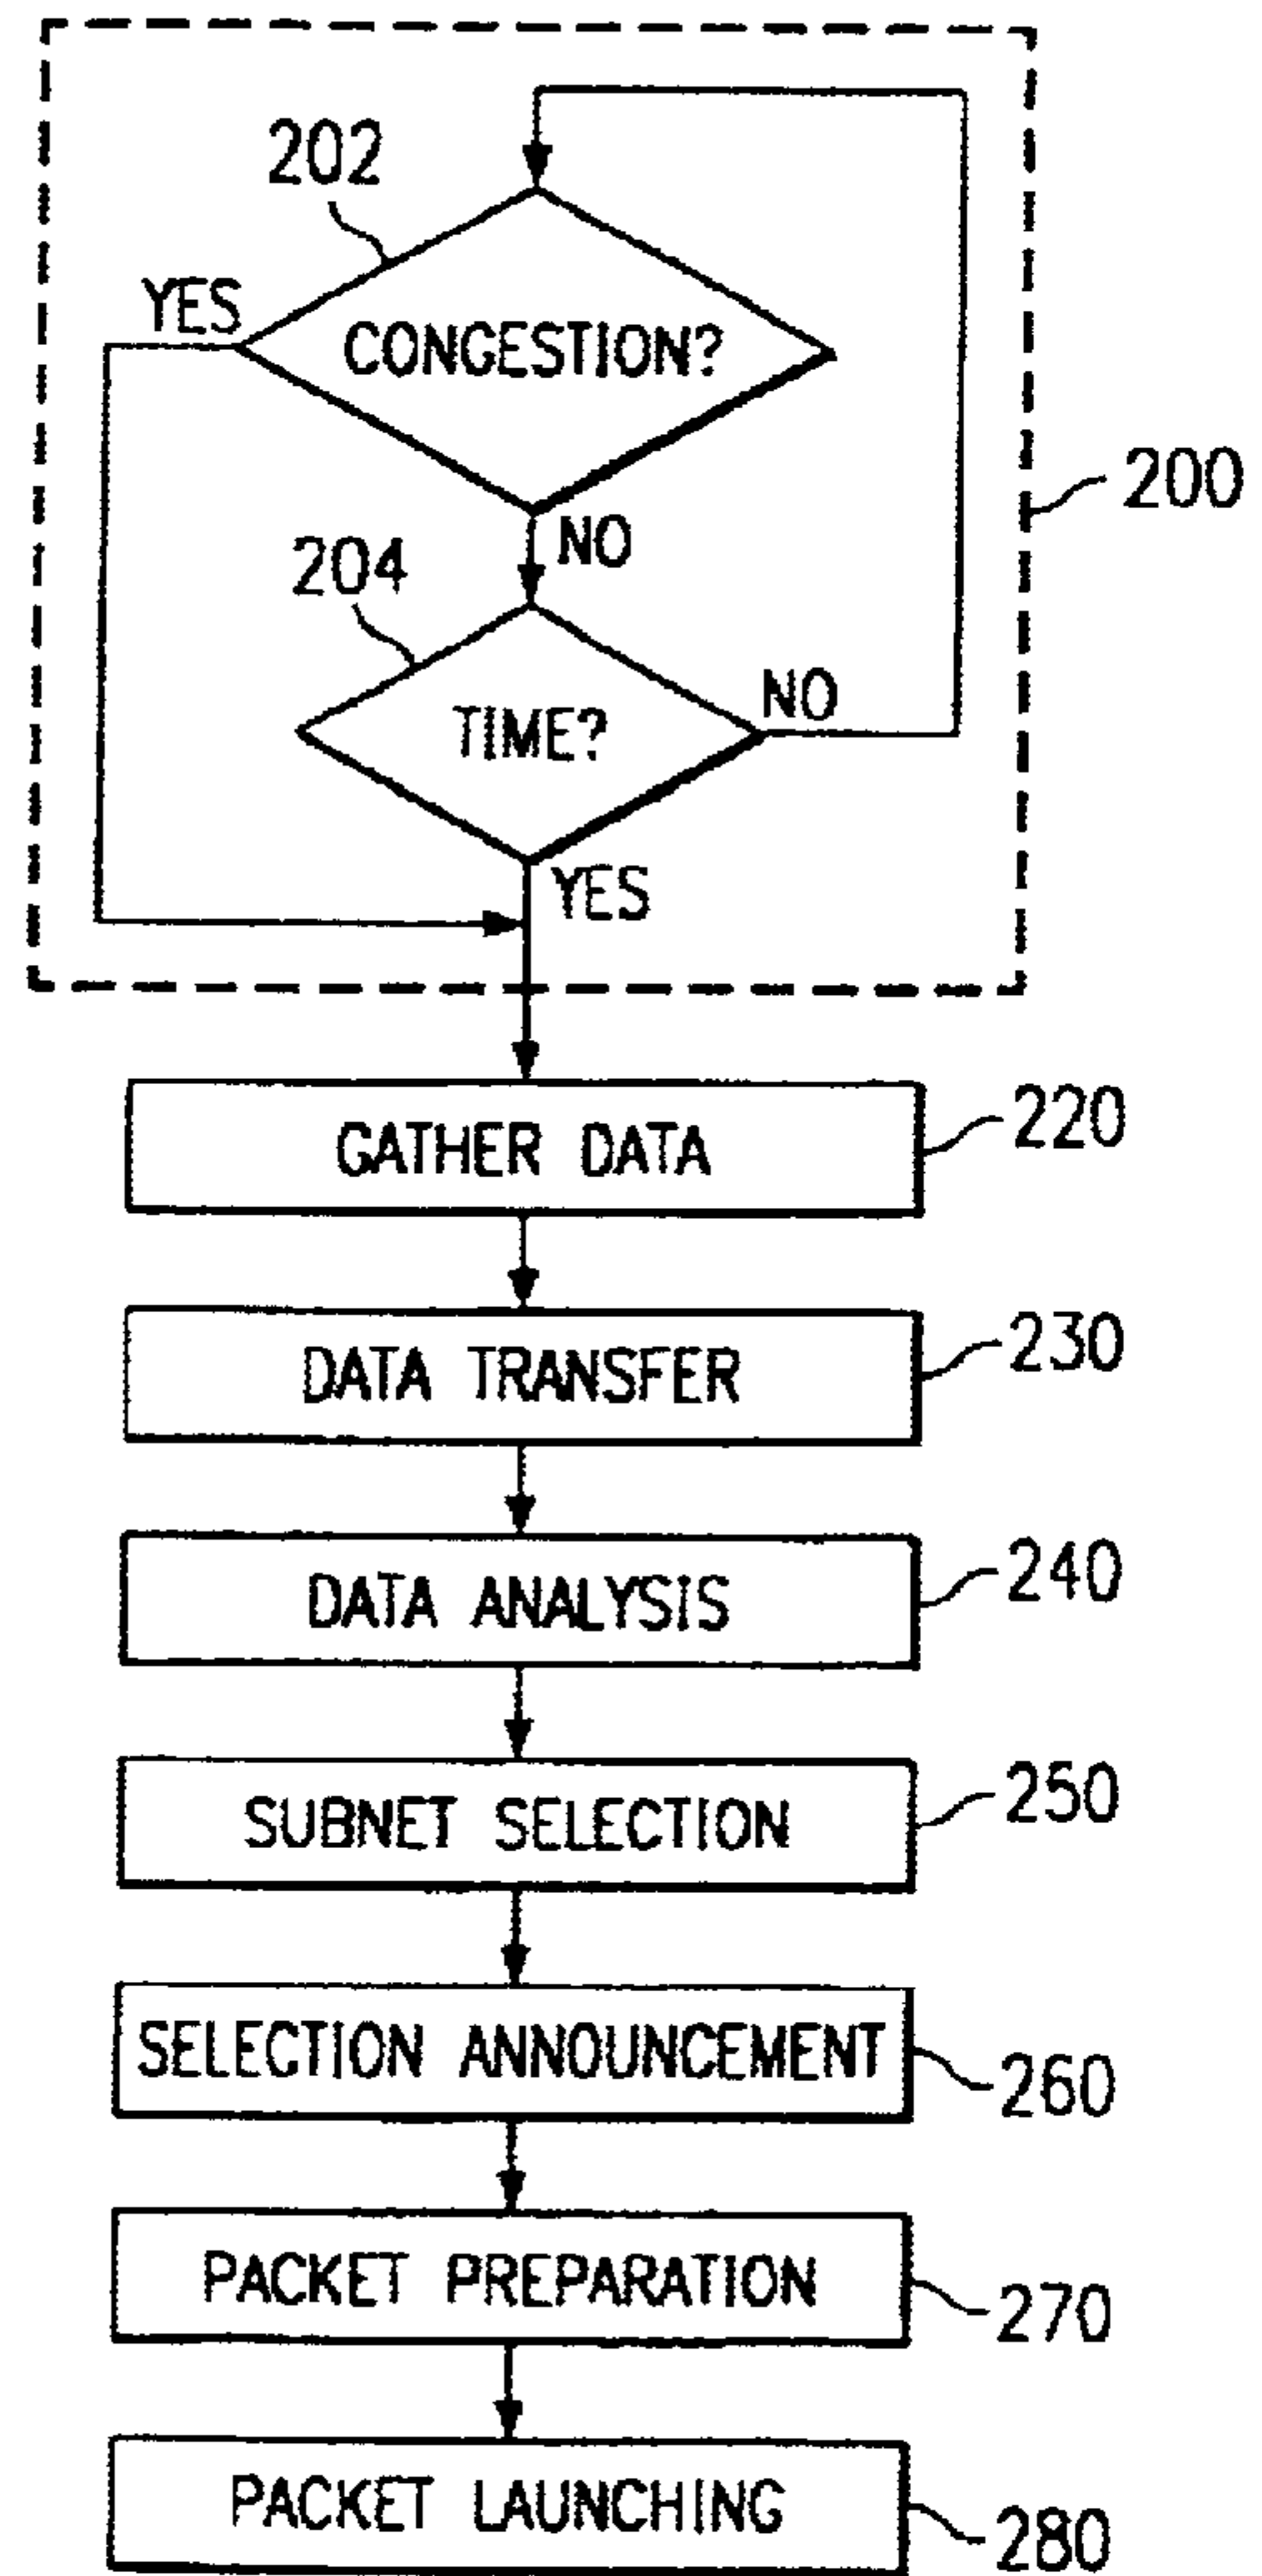 202
YES
CONGESTION?
200
NO
204
NO
TIME?
YES
GATHER DATA
220
DATA TRANSFER
230
DATA ANALYSIS
240
SUBNET SELECTION
250
SELECTION ANNOUNCEMENT
260
PACKET PREPARATION
270
PACKET LAUNCHING
280